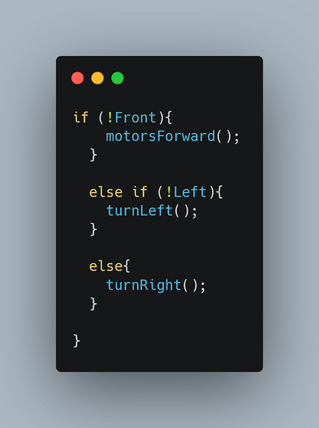 if (!Front){
    motorsForward();
  }

  else if (!Left){
    turnLeft();
  }

  else{
    turnRight();
  }

}